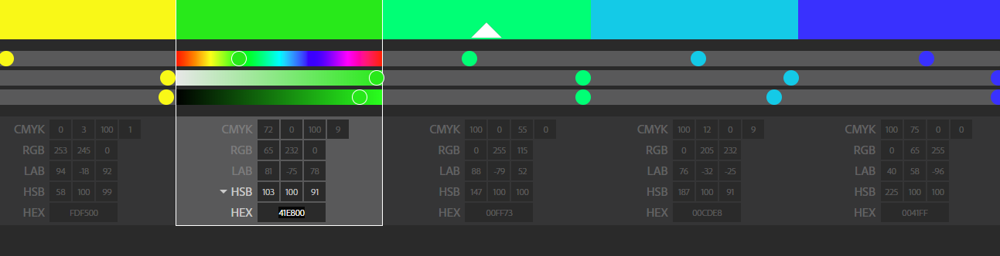 CMYK 0 3 100 1 CMYK 72 0 100 9 CMYK 100 0 55 0 CMYK 100 12 0 9 CMYK 100 75 0 0
RGB 253 245 0 RGB 65 232 0 RGB 0 255 115 RGB 0 205 232 RGB 0 65 255
LAB 94 -18 92 LAB 81 -75 78 LAB 88 -79 52 LAB 76 -32 -25 LAB 40 58 -96
HSB 58 100 99 HSB 103 100 91 HSB 147 100 100 HSB 187 100 91 HSB 225 100 100
HEX FDF500 HEX 41E800 HEX 00FF73 HEX 00CDE8 HEX 0041FF